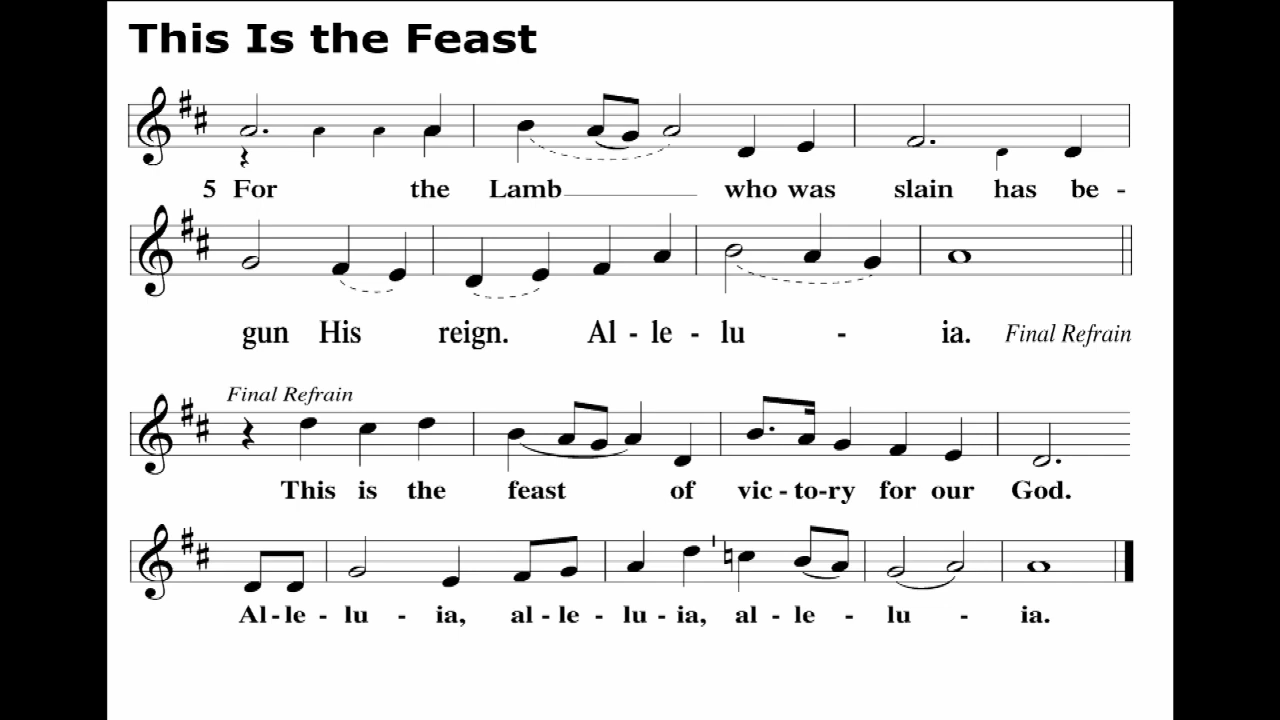 This Is the Feast
5 For the Lamb who was slain has be -
gun His reign. Al - le - lu - ia. Final Refrain
Final Refrain
This is the feast of vic - to-ry for our God.
Al - le - lu - ia, al - le - lu - ia, al - le - lu - ia.